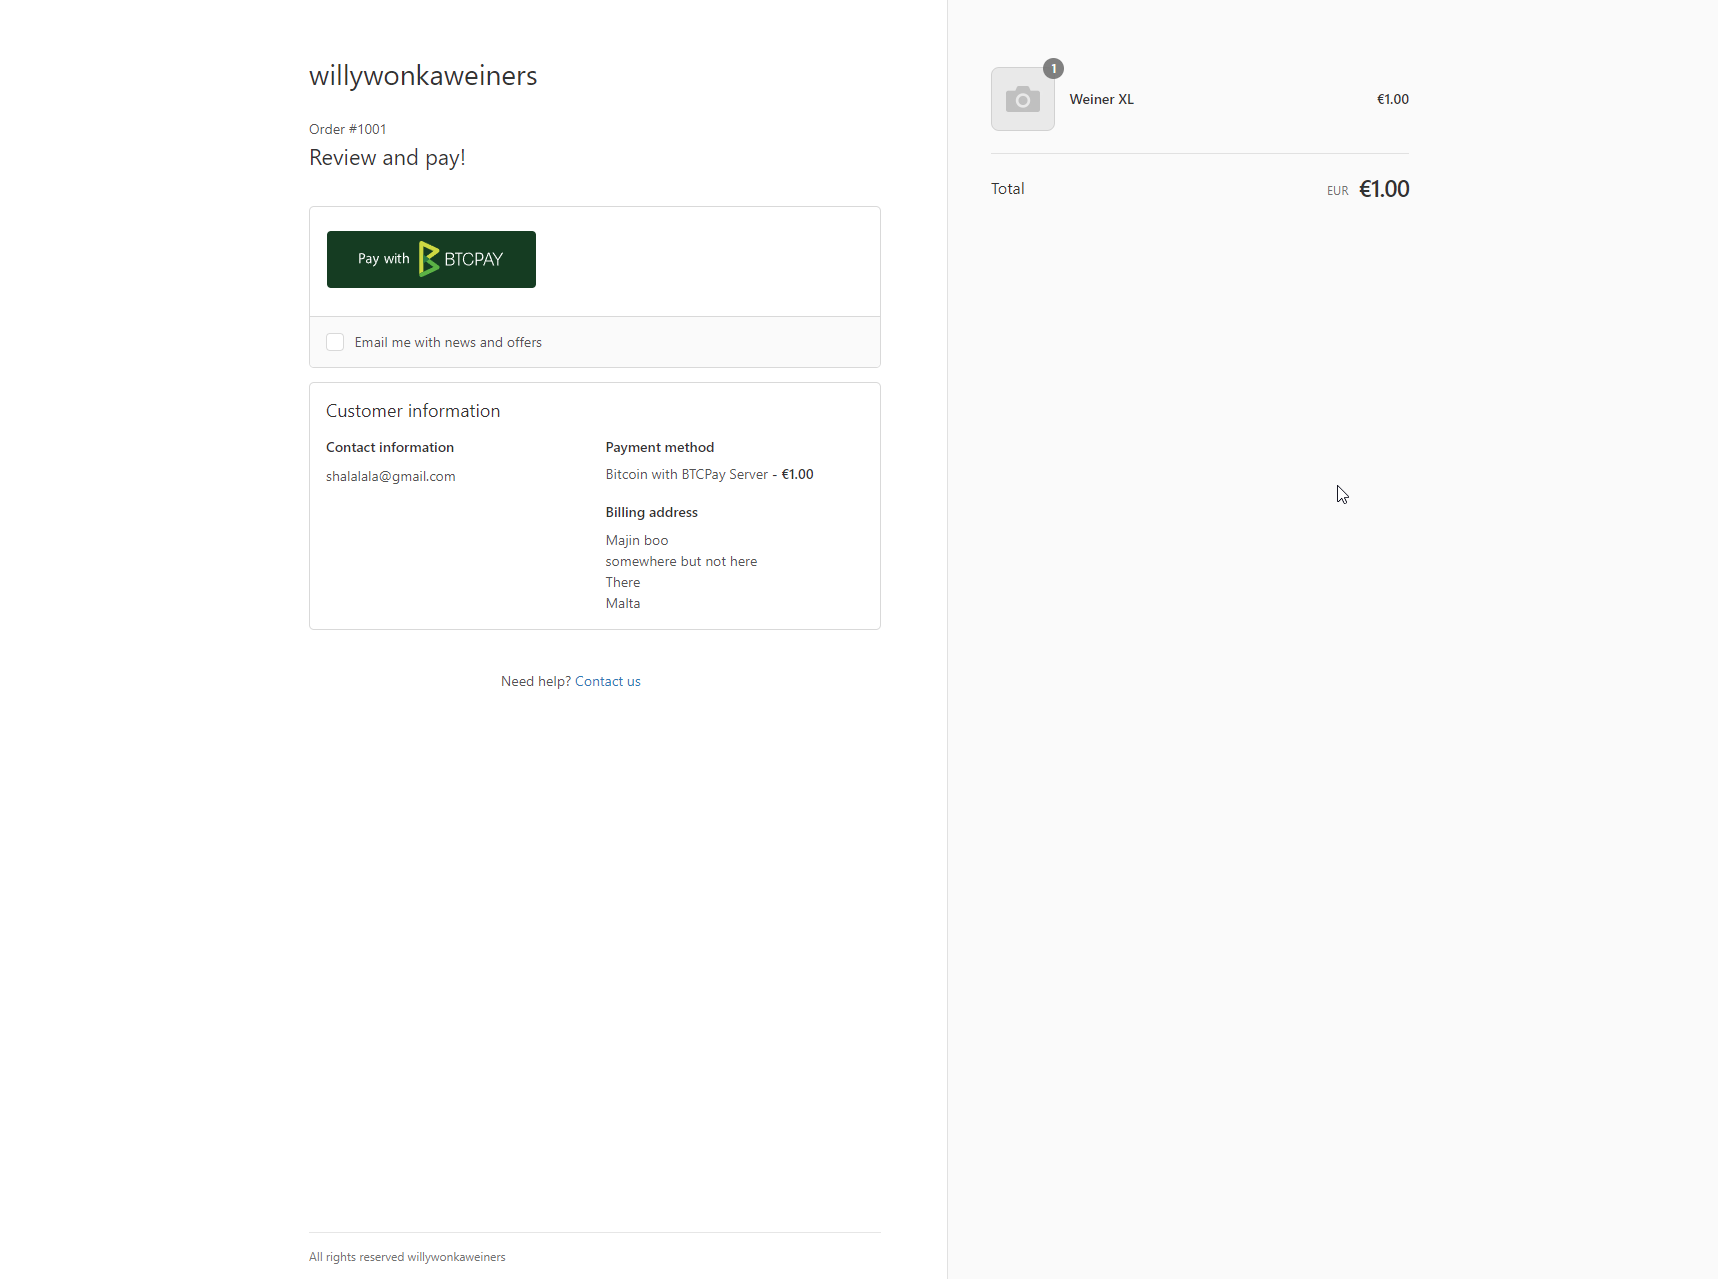 willywonkaweiners
Order #1001
Review and pay!
Pay with BTCPAY
Email me with news and offers
Customer information
Contact information
shalalala@gmail.com
Payment method
Bitcoin with BTCPay Server - €1.00
Billing address
Majin boo
somewhere but not here
There
Malta
Need help? Contact us
All rights reserved willywonkaweiners
1
Weiner XL €1.00
Total EUR €1.00